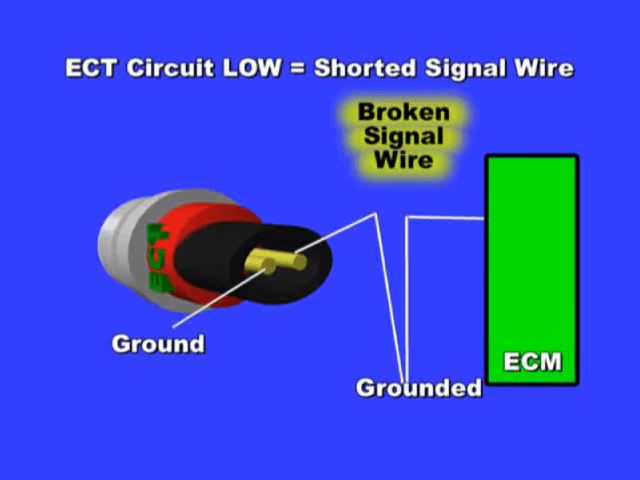 ECT Circuit LOW = Shorted Signal Wire
Broken
Signal
Wire
ECT
Ground
Grounded
ECM